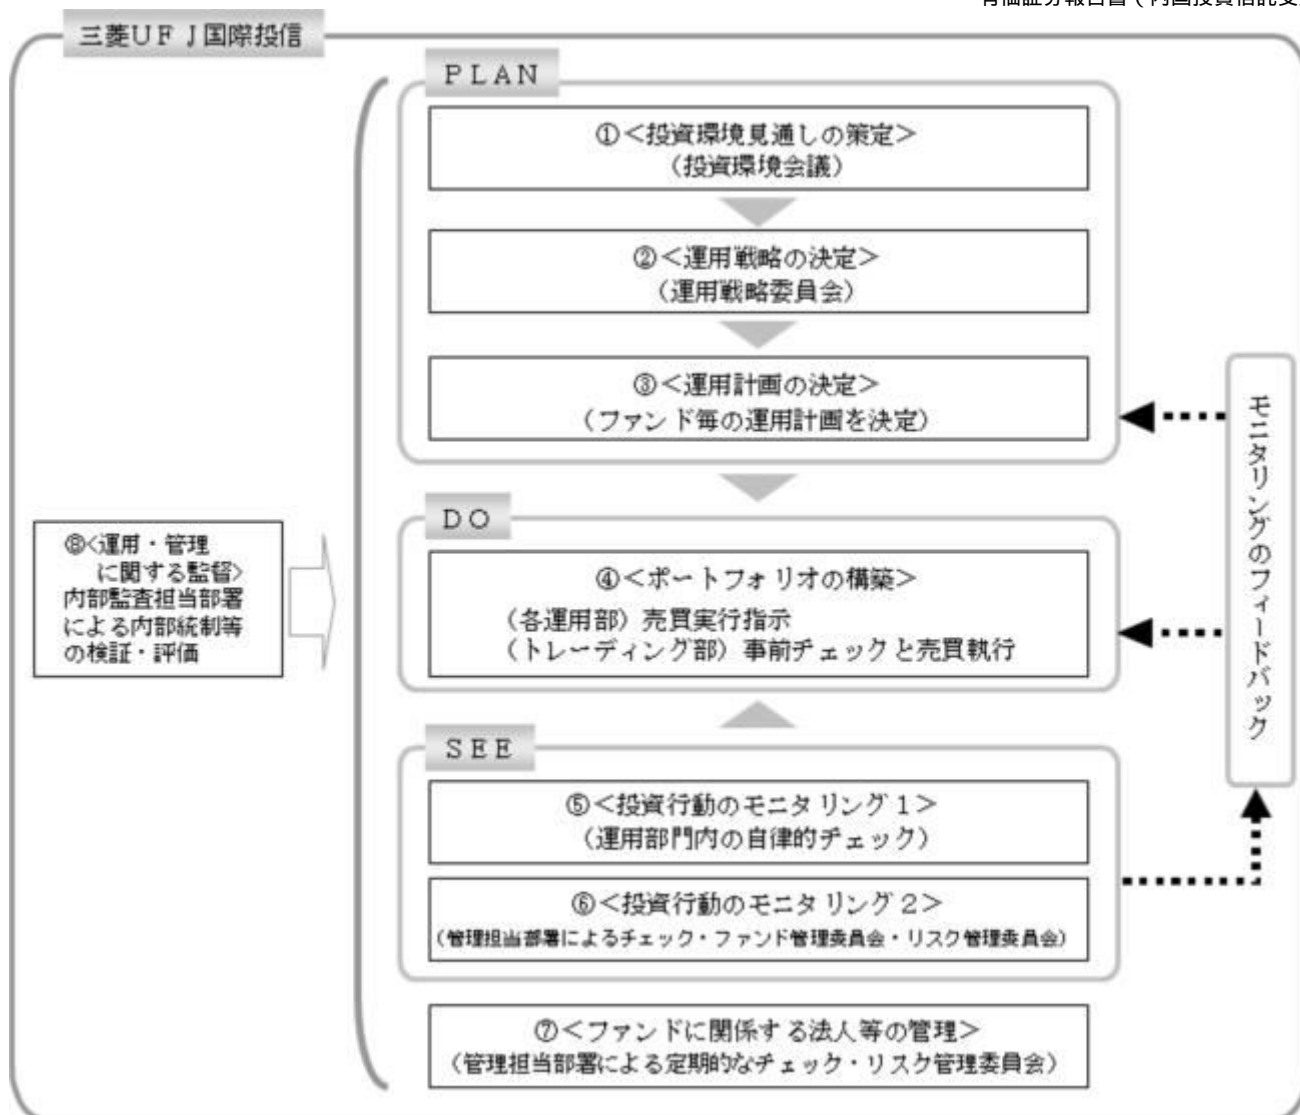 有価証券報告書（内国投資信託受
三菱ＵＦＪ国際投信
ＰＬＡＮ
①＜投資環境見通しの策定＞
（投資環境会議）
②＜運用戦略の決定＞
（運用戦略委員会）
③＜運用計画の決定＞
（ファンド毎の運用計画を決定）
ＤＯ
④＜ポートフォリオの構築＞
（各運用部）売買実行指示
（トレーディング部）事前チェックと売買執行
ＳＥＥ
⑤＜投資行動のモニタリング１＞
（運用部門内の自律的チェック）
⑥＜投資行動のモニタリング２＞
（管理担当部署によるチェック・ファンド管理委員会・リスク管理委員会）
⑦＜ファンドに関係する法人等の管理＞
（管理担当部署による定期的なチェック・リスク管理委員会）
⑧<運用・管理
に関する監督>
内部監査担当部署
による内部統制等
の検証・評価
モニタリングのフィードバック